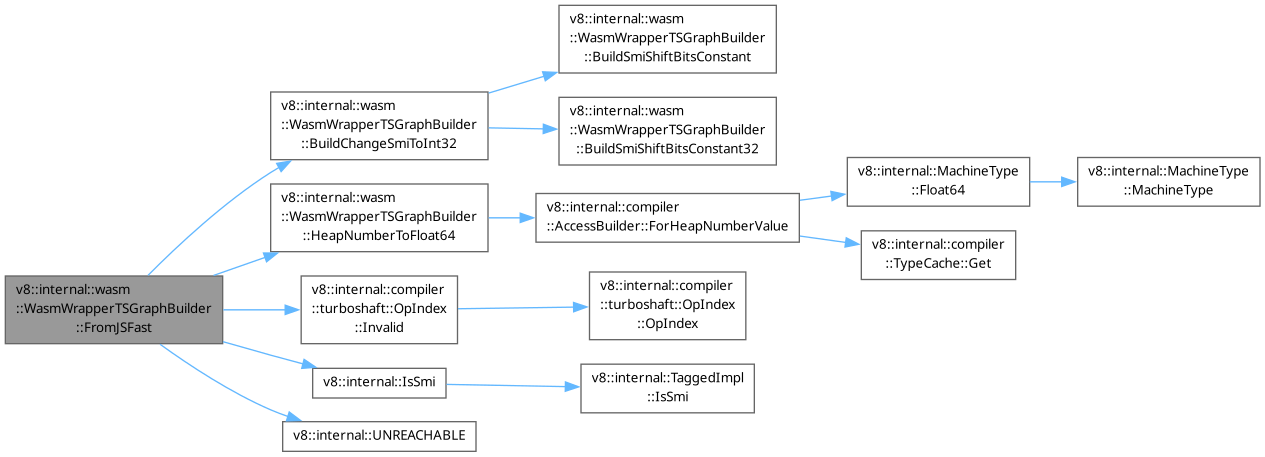 v8::internal::wasm
::WasmWrapperTSGraphBuilder
::FromJSFast
v8::internal::wasm
::WasmWrapperTSGraphBuilder
::BuildChangeSmiToInt32
v8::internal::wasm
::WasmWrapperTSGraphBuilder
::BuildSmiShiftBitsConstant
v8::internal::wasm
::WasmWrapperTSGraphBuilder
::BuildSmiShiftBitsConstant32
v8::internal::wasm
::WasmWrapperTSGraphBuilder
::HeapNumberToFloat64
v8::internal::compiler
::AccessBuilder::ForHeapNumberValue
v8::internal::MachineType
::Float64
v8::internal::MachineType
::MachineType
v8::internal::compiler
::TypeCache::Get
v8::internal::compiler
::turboshaft::OpIndex
::Invalid
v8::internal::compiler
::turboshaft::OpIndex
::OpIndex
v8::internal::IsSmi
v8::internal::TaggedImpl
::IsSmi
v8::internal::UNREACHABLE